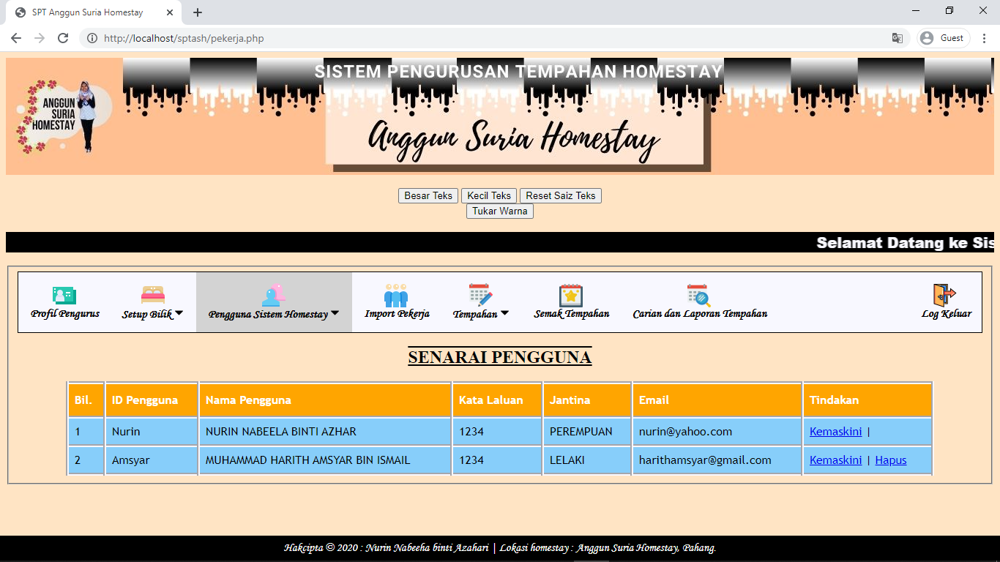 SPT Anggun Suria Homestay
http://localhost/sptash/pekerja.php
Guest
SISTEM PENGURUSAN TEMPAHAN HOMESTAY
ANGGUN
SURIA
HOMESTAY
Anggun Suria Homestay
Besar Teks Kecil Teks Reset Saiz Teks
Tukar Warna
Selamat Datang ke Sis
Profil Pengurus Setup Bilik Pengguna Sistem Homestay Import Pekerja Tempahan Semak Tempahan Carian dan Laporan Tempahan Log Keluar
SENARAI PENGGUNA
Bil. ID Pengguna Nama Pengguna Kata Laluan Jantina Email Tindakan
1 Nurin NURIN NABEELA BINTI AZHAR 1234 PEREMPUAN nurin@yahoo.com Kemaskini |
2 Amsyar MUHAMMAD HARITH AMSYAR BIN ISMAIL 1234 LELAKI harithamsyar@gmail.com Kemaskini | Hapus
Hakcipta © 2020 : Nurin Nabeeha binti Azahari | Lokasi homestay : Anggun Suria Homestay, Pahang.